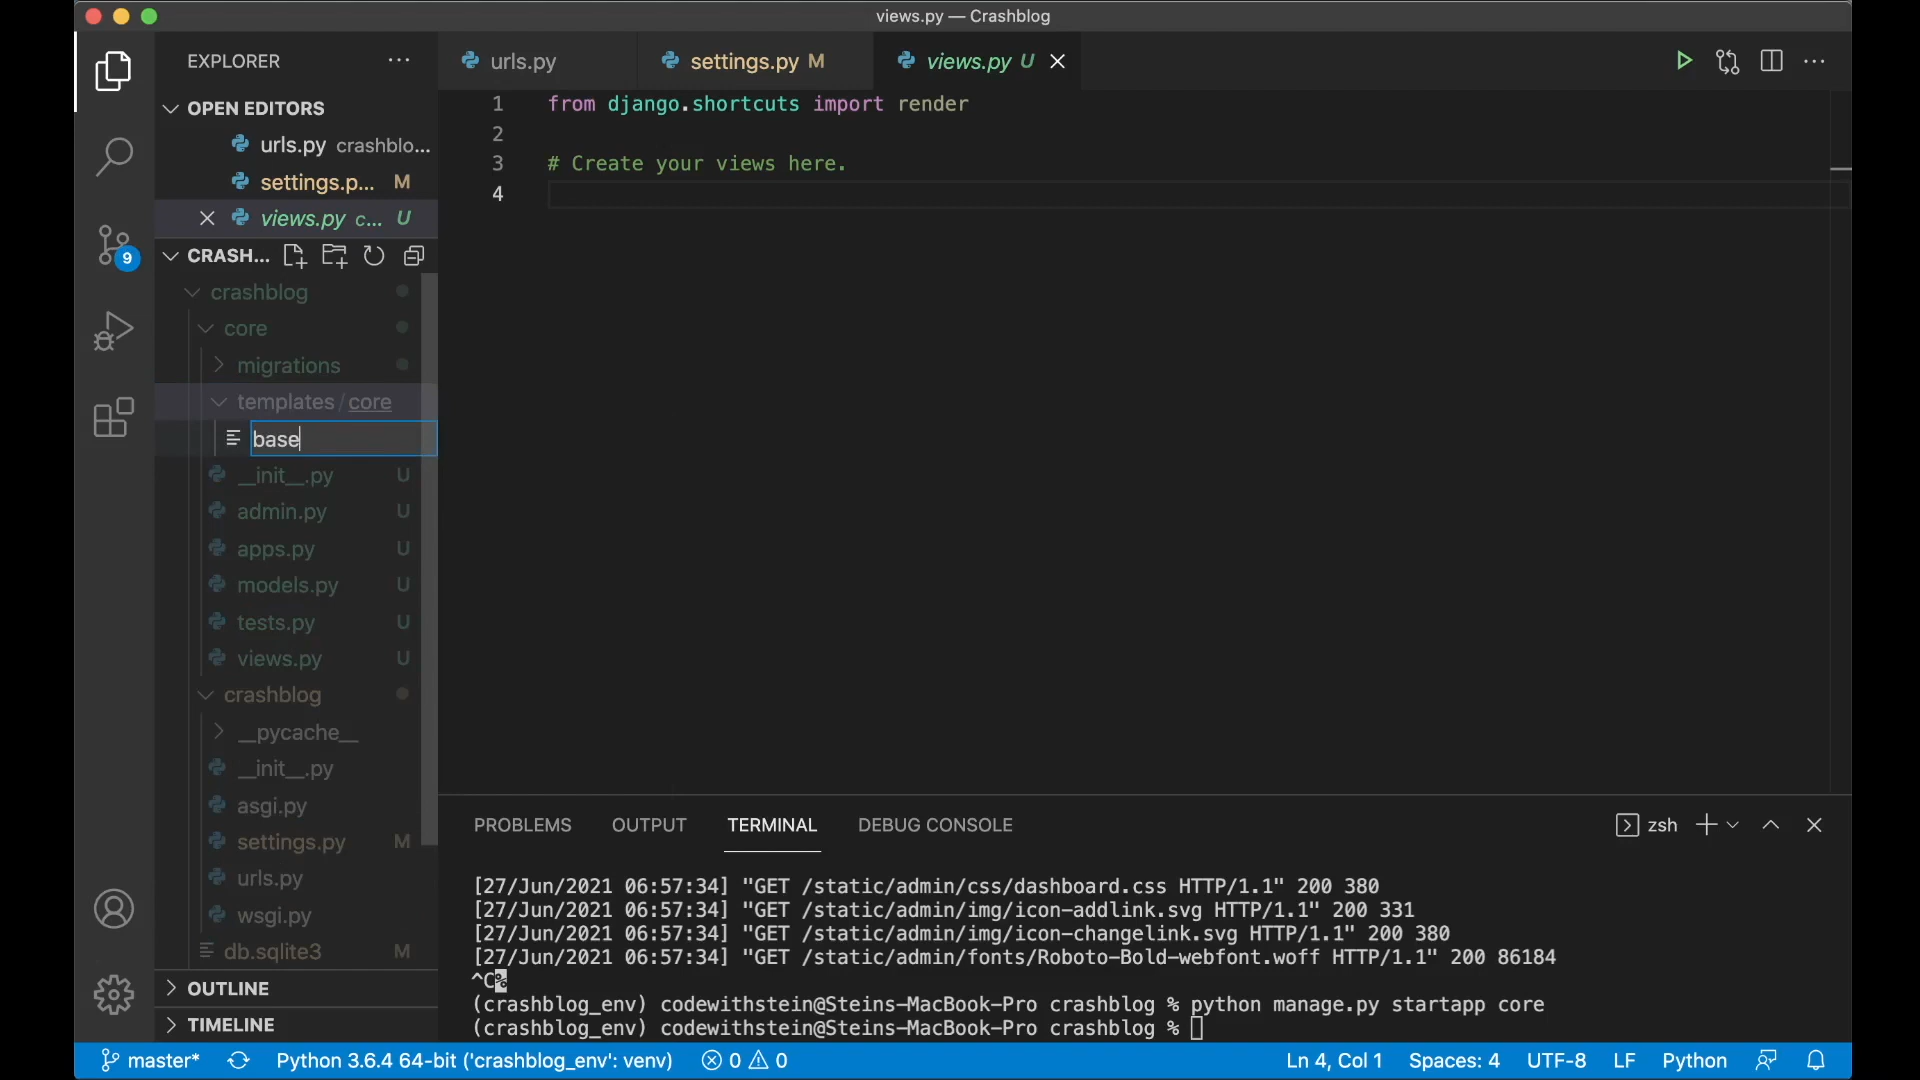 views.py — Crashblog
EXPLORER
urls.py
settings.py M
views.py U
OPEN EDITORS
urls.py crashblo...
settings.p... M
views.py c... U
CRASH...
crashblog
core
migrations
templates / core
base
__init__.py U
admin.py U
apps.py U
models.py U
tests.py U
views.py U
crashblog
__pycache__
__init__.py
asgi.py
settings.py M
urls.py
wsgi.py
db.sqlite3 M
OUTLINE
TIMELINE
9
1 from django.shortcuts import render
2
3 # Create your views here.
4
PROBLEMS OUTPUT TERMINAL DEBUG CONSOLE zsh
[27/Jun/2021 06:57:34] "GET /static/admin/css/dashboard.css HTTP/1.1" 200 380
[27/Jun/2021 06:57:34] "GET /static/admin/img/icon-addlink.svg HTTP/1.1" 200 331
[27/Jun/2021 06:57:34] "GET /static/admin/img/icon-changelink.svg HTTP/1.1" 200 380
[27/Jun/2021 06:57:34] "GET /static/admin/fonts/Roboto-Bold-webfont.woff HTTP/1.1" 200 86184
^C%
(crashblog_env) codewithstein@Steins-MacBook-Pro crashblog % python manage.py startapp core
(crashblog_env) codewithstein@Steins-MacBook-Pro crashblog %
master* Python 3.6.4 64-bit ('crashblog_env': venv) 0 0 Ln 4, Col 1 Spaces: 4 UTF-8 LF Python